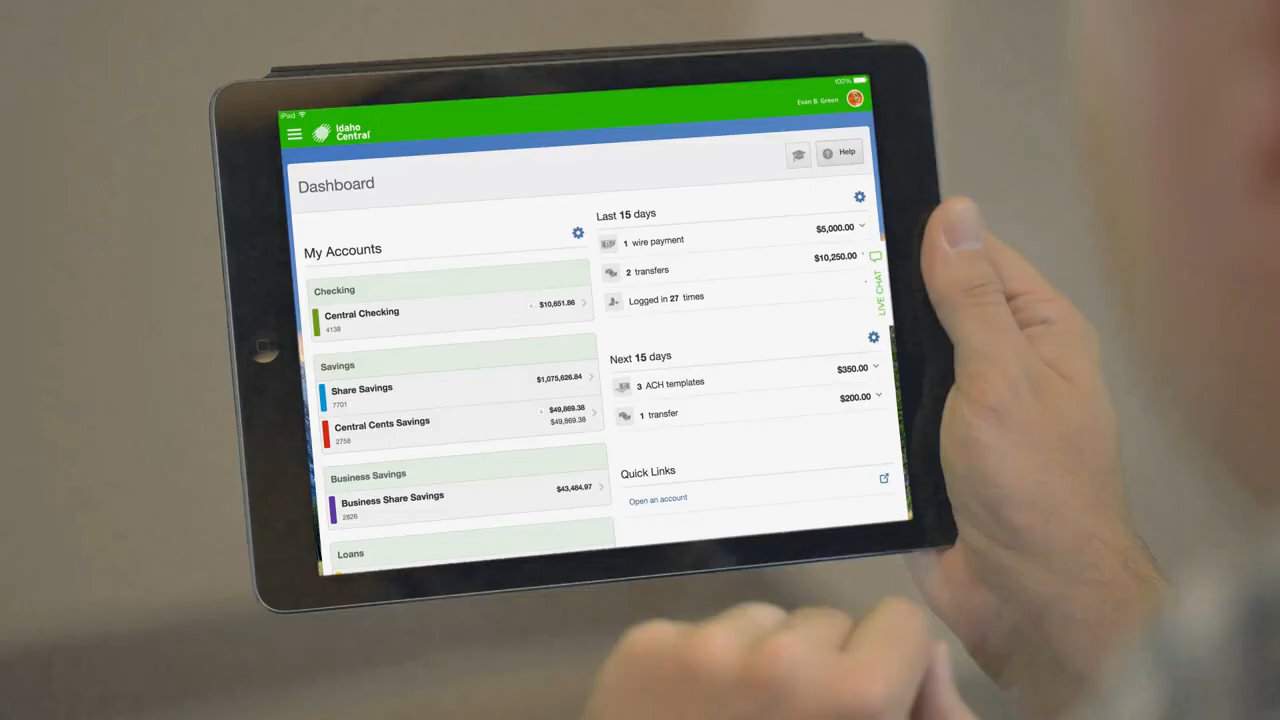 iPad
100%
Idaho
Central
Evan B. Green
Dashboard
Help
My Accounts
Checking
Central Checking
$10,651.86
4138
Savings
Share Savings
$1,075,626.84
7701
Central Cents Savings
$49,869.38
$49,869.38
2758
Business Savings
Business Share Savings
$43,484.97
2826
Loans
Last 15 days
1 wire payment
$5,000.00
2 transfers
$10,250.00
Logged in 27 times
LIVE CHAT
Next 15 days
3 ACH templates
$350.00
1 transfer
$200.00
Quick Links
Open an account